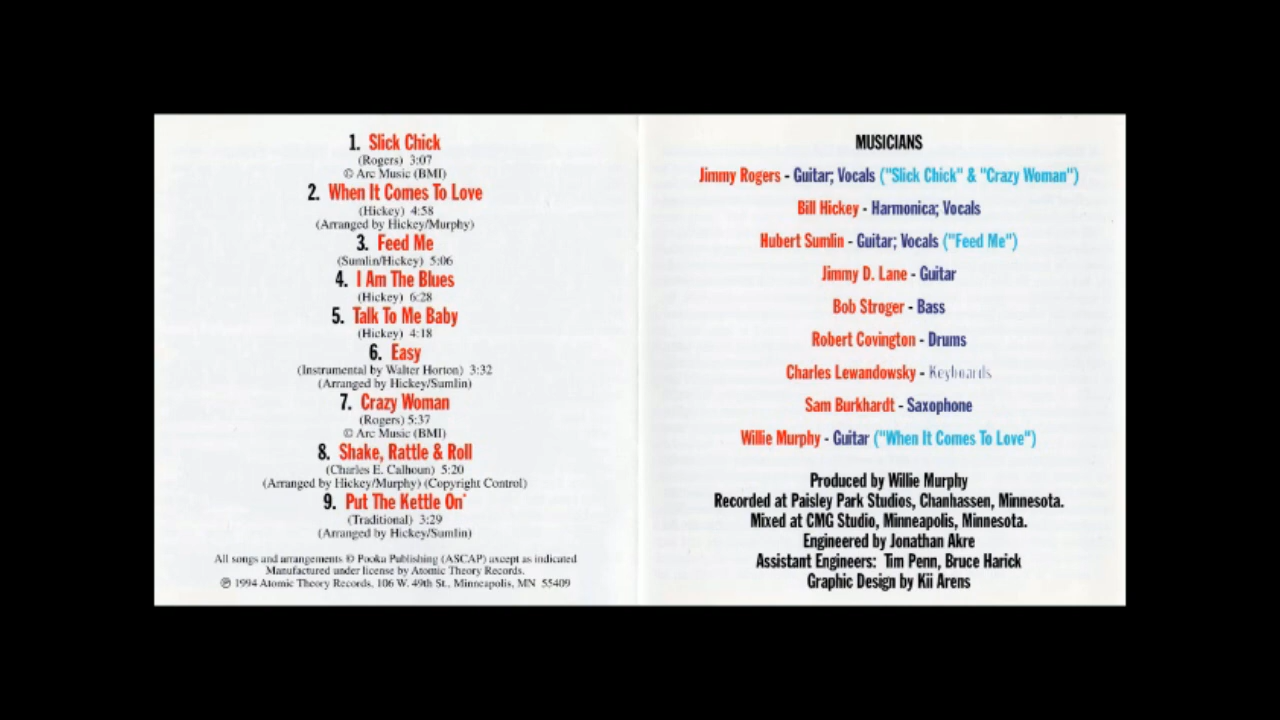 1. Slick Chick
(Rogers) 3:07
© Arc Music (BMI)
2. When It Comes To Love
(Hickey) 4:58
(Arranged by Hickey/Murphy)
3. Feed Me
(Sumlin/Hickey) 5:06
4. I Am The Blues
(Hickey) 6:28
5. Talk To Me Baby
(Hickey) 4:18
6. Easy
(Instrumental by Walter Horton) 3:32
(Arranged by Hickey/Sumlin)
7. Crazy Woman
(Rogers) 5:37
© Arc Music (BMI)
8. Shake, Rattle & Roll
(Charles E. Calhoun) 5:20
(Arranged by Hickey/Murphy) (Copyright Control)
9. Put The Kettle On*
(Traditional) 3:29
(Arranged by Hickey/Sumlin)
All songs and arrangements © Pooka Publishing (ASCAP) axcept as indicated
Manufactured under license by Atomic Theory Records.
℗ 1994 Atomic Theory Records, 106 W. 49th St., Minneapolis, MN 55409
MUSICIANS
Jimmy Rogers - Guitar; Vocals ("Slick Chick" & "Crazy Woman")
Bill Hickey - Harmonica; Vocals
Hubert Sumlin - Guitar; Vocals ("Feed Me")
Jimmy D. Lane - Guitar
Bob Stroger - Bass
Robert Covington - Drums
Charles Lewandowsky - Keyboards
Sam Burkhardt - Saxophone
Willie Murphy - Guitar ("When It Comes To Love")
Produced by Willie Murphy
Recorded at Paisley Park Studios, Chanhassen, Minnesota.
Mixed at CMG Studio, Minneapolis, Minnesota.
Engineered by Jonathan Akre
Assistant Engineers: Tim Penn, Bruce Harick
Graphic Design by Kii Arens